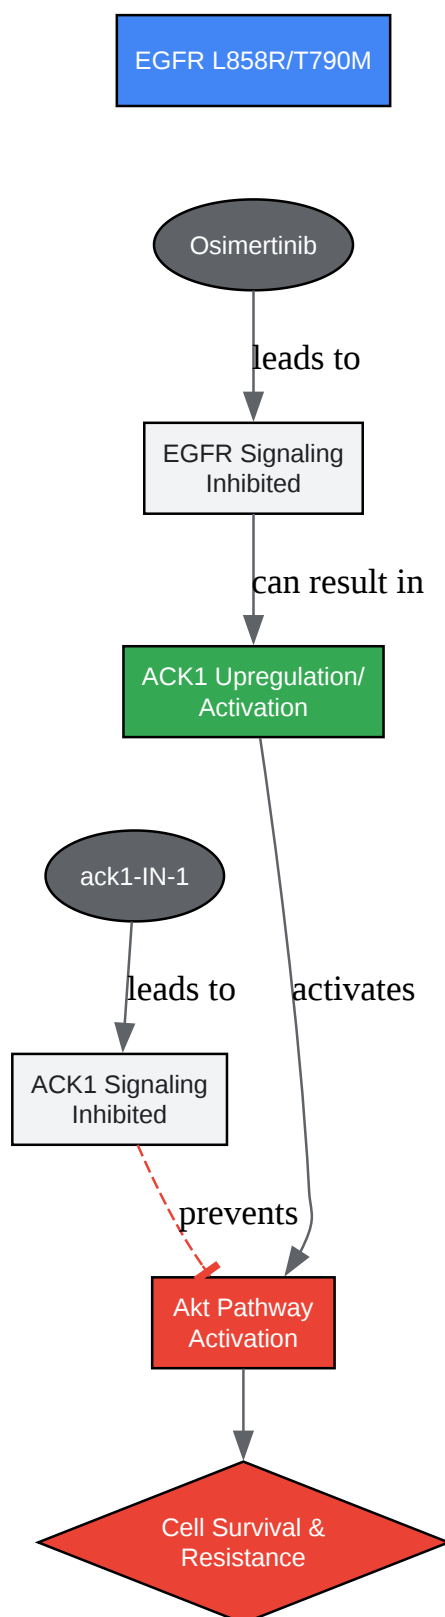 EGFR L858R/T790M
Osimertinib
leads to
EGFR Signaling
Inhibited
can result in
ACK1 Upregulation/
Activation
ack1-IN-1
leads to
activates
ACK1 Signaling
Inhibited
prevents
Akt Pathway
Activation
Cell Survival &
Resistance